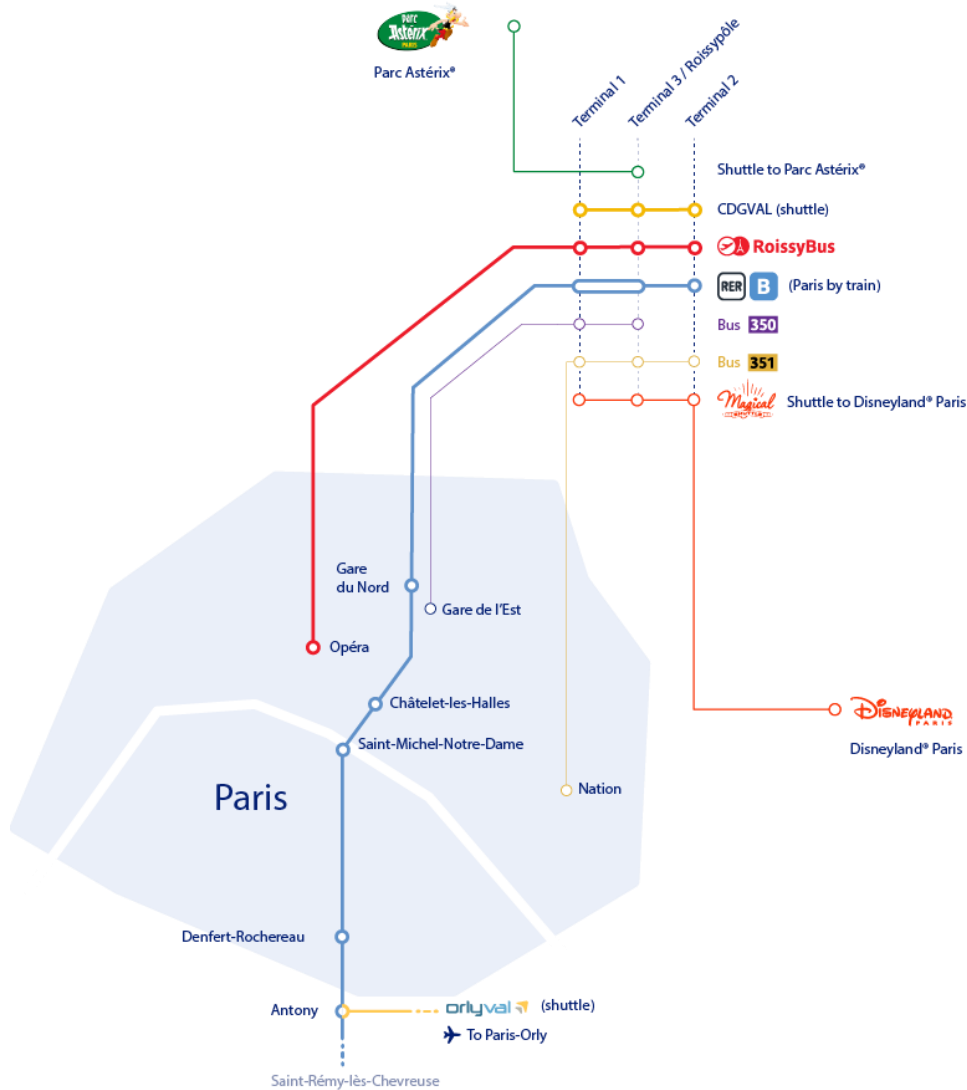 PARC
Astérix
PARIS
Parc Astérix®
Terminal 1
Terminal 3 / Roissypôle
Terminal 2
Shuttle to Parc Astérix®
CDGVAL (shuttle)
RoissyBus
RER B (Paris by train)
Bus 350
Bus 351
Magical
SHUTTLE
Shuttle to Disneyland® Paris
Gare
du Nord
Gare de l'Est
Opéra
Châtelet-les-Halles
Saint-Michel-Notre-Dame
DISNEYLAND
PARIS
Disneyland® Paris
Paris
Nation
Denfert-Rochereau
Antony
orlyval (shuttle)
To Paris-Orly
Saint-Rémy-lès-Chevreuse